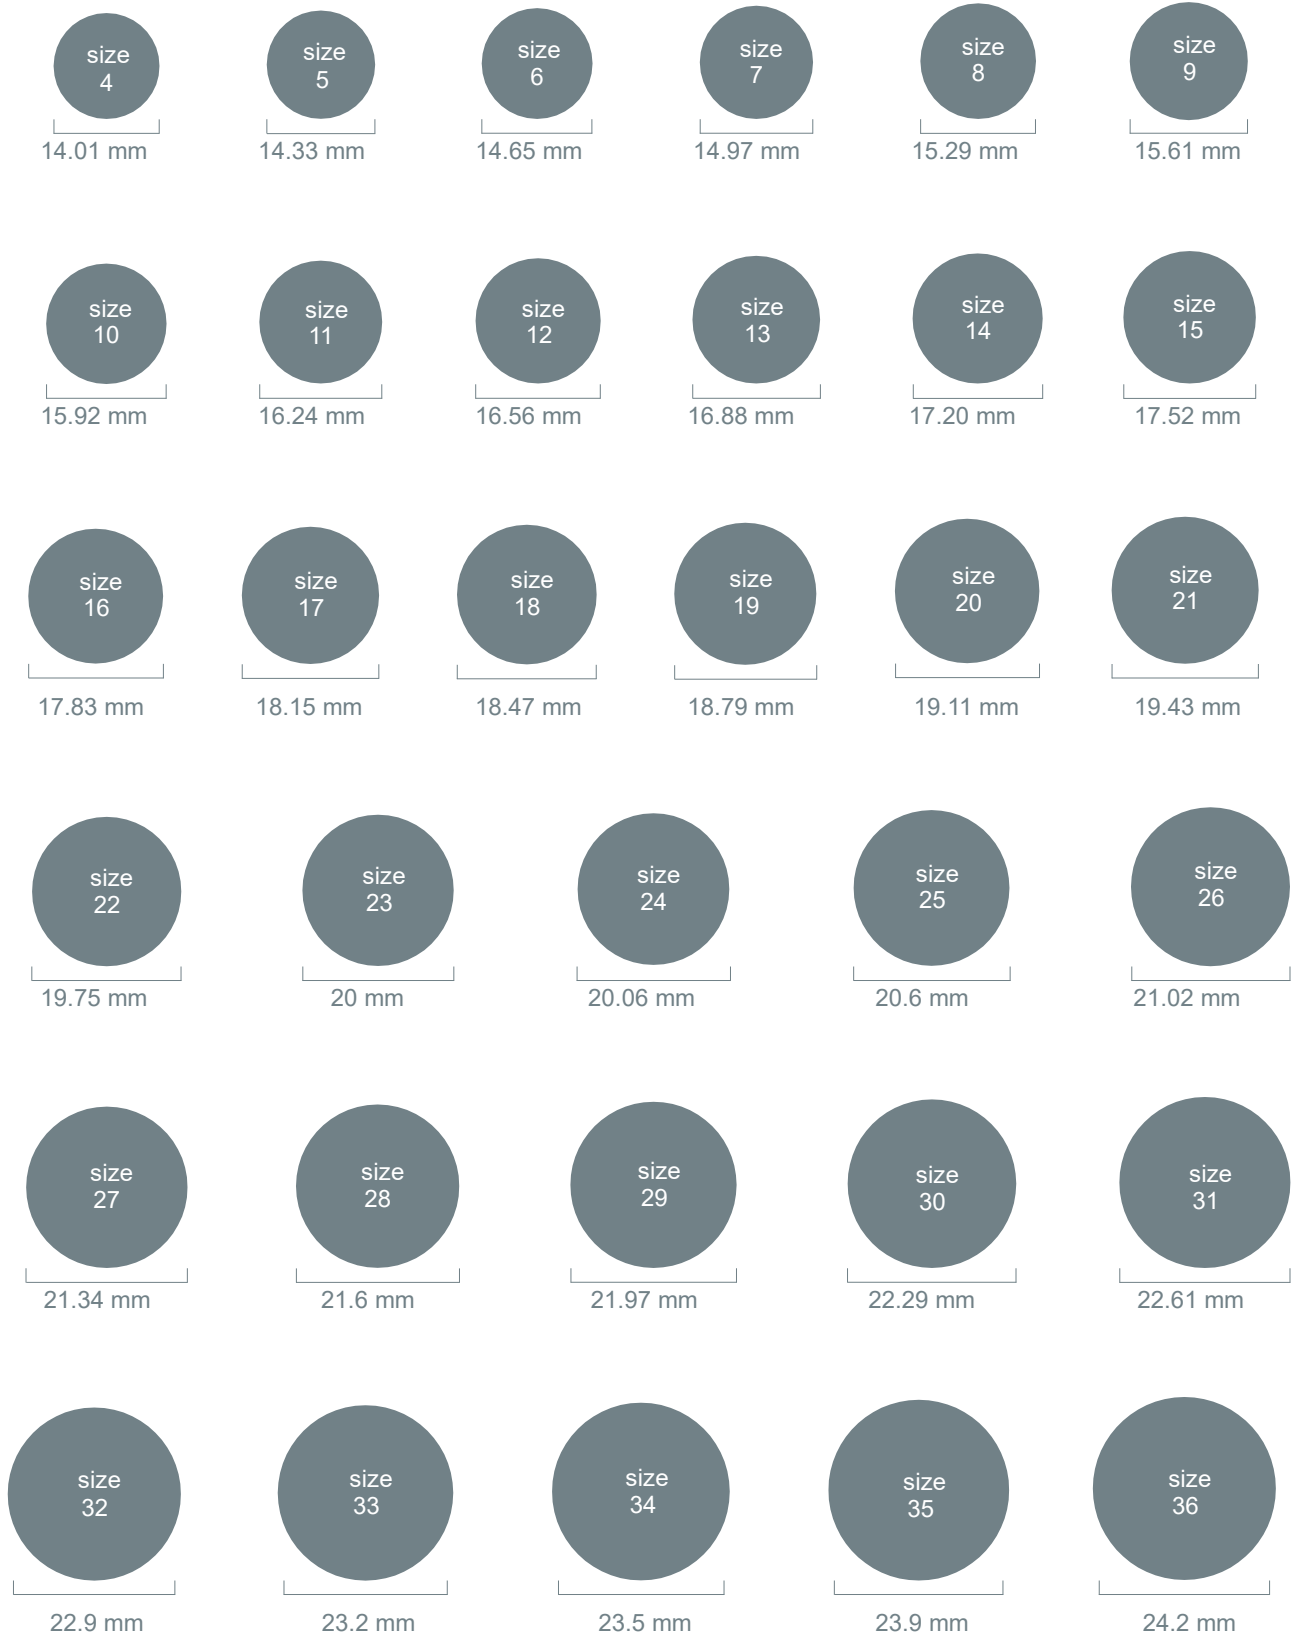 size
4
14.01 mm
size
5
14.33 mm
size
6
14.65 mm
size
7
14.97 mm
size
8
15.29 mm
size
9
15.61 mm
size
10
15.92 mm
size
11
16.24 mm
size
12
16.56 mm
size
13
16.88 mm
size
14
17.20 mm
size
15
17.52 mm
size
16
17.83 mm
size
17
18.15 mm
size
18
18.47 mm
size
19
18.79 mm
size
20
19.11 mm
size
21
19.43 mm
size
22
19.75 mm
size
23
20 mm
size
24
20.06 mm
size
25
20.6 mm
size
26
21.02 mm
size
27
21.34 mm
size
28
21.6 mm
size
29
21.97 mm
size
30
22.29 mm
size
31
22.61 mm
size
32
22.9 mm
size
33
23.2 mm
size
34
23.5 mm
size
35
23.9 mm
size
36
24.2 mm